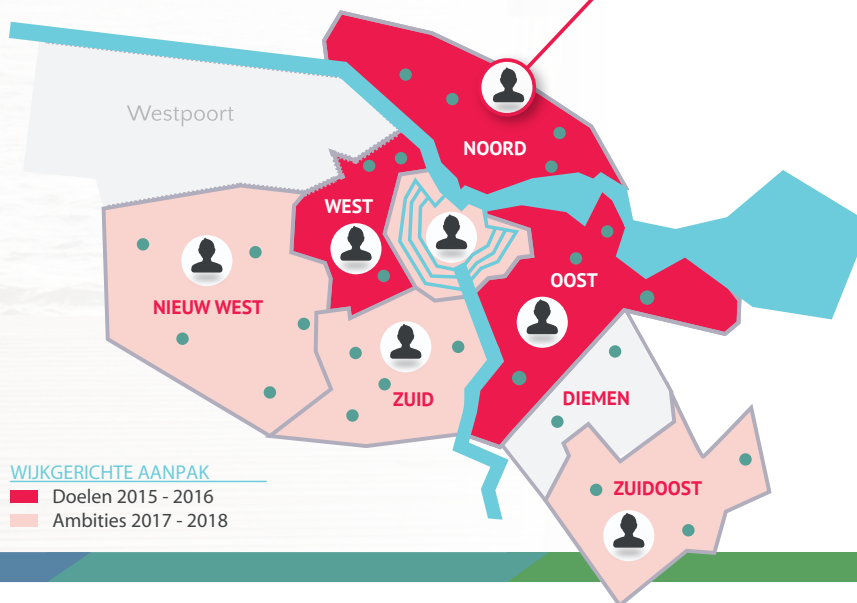 Westpoort
NOORD
WEST
OOST
NIEUW WEST
ZUID
DIEMEN
ZUIDOOST
WIJKGERICHTE AANPAK
Doelen 2015 - 2016
Ambities 2017 - 2018